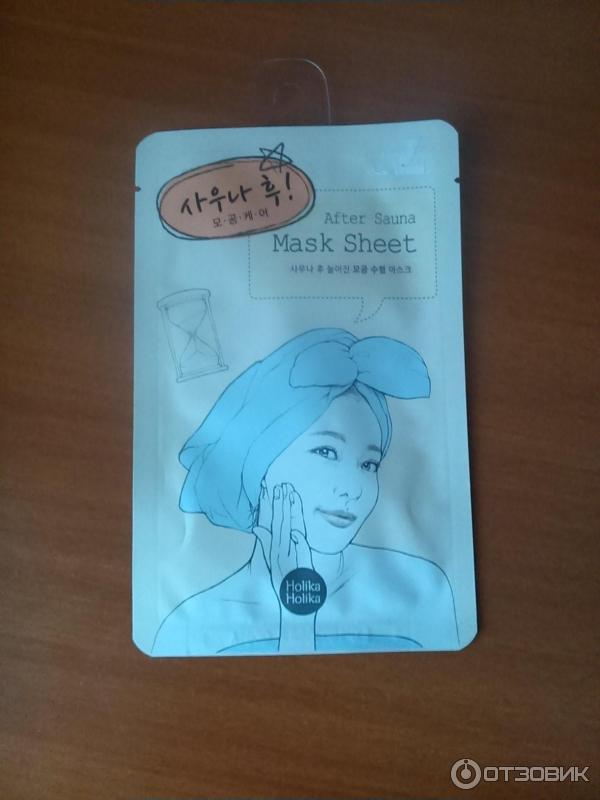 사우나 후!
모·공·케·어
After Sauna
Mask Sheet
사우나 후 늘어진 모공 수렴 마스크
Holika
Holika
ОТЗОВИК